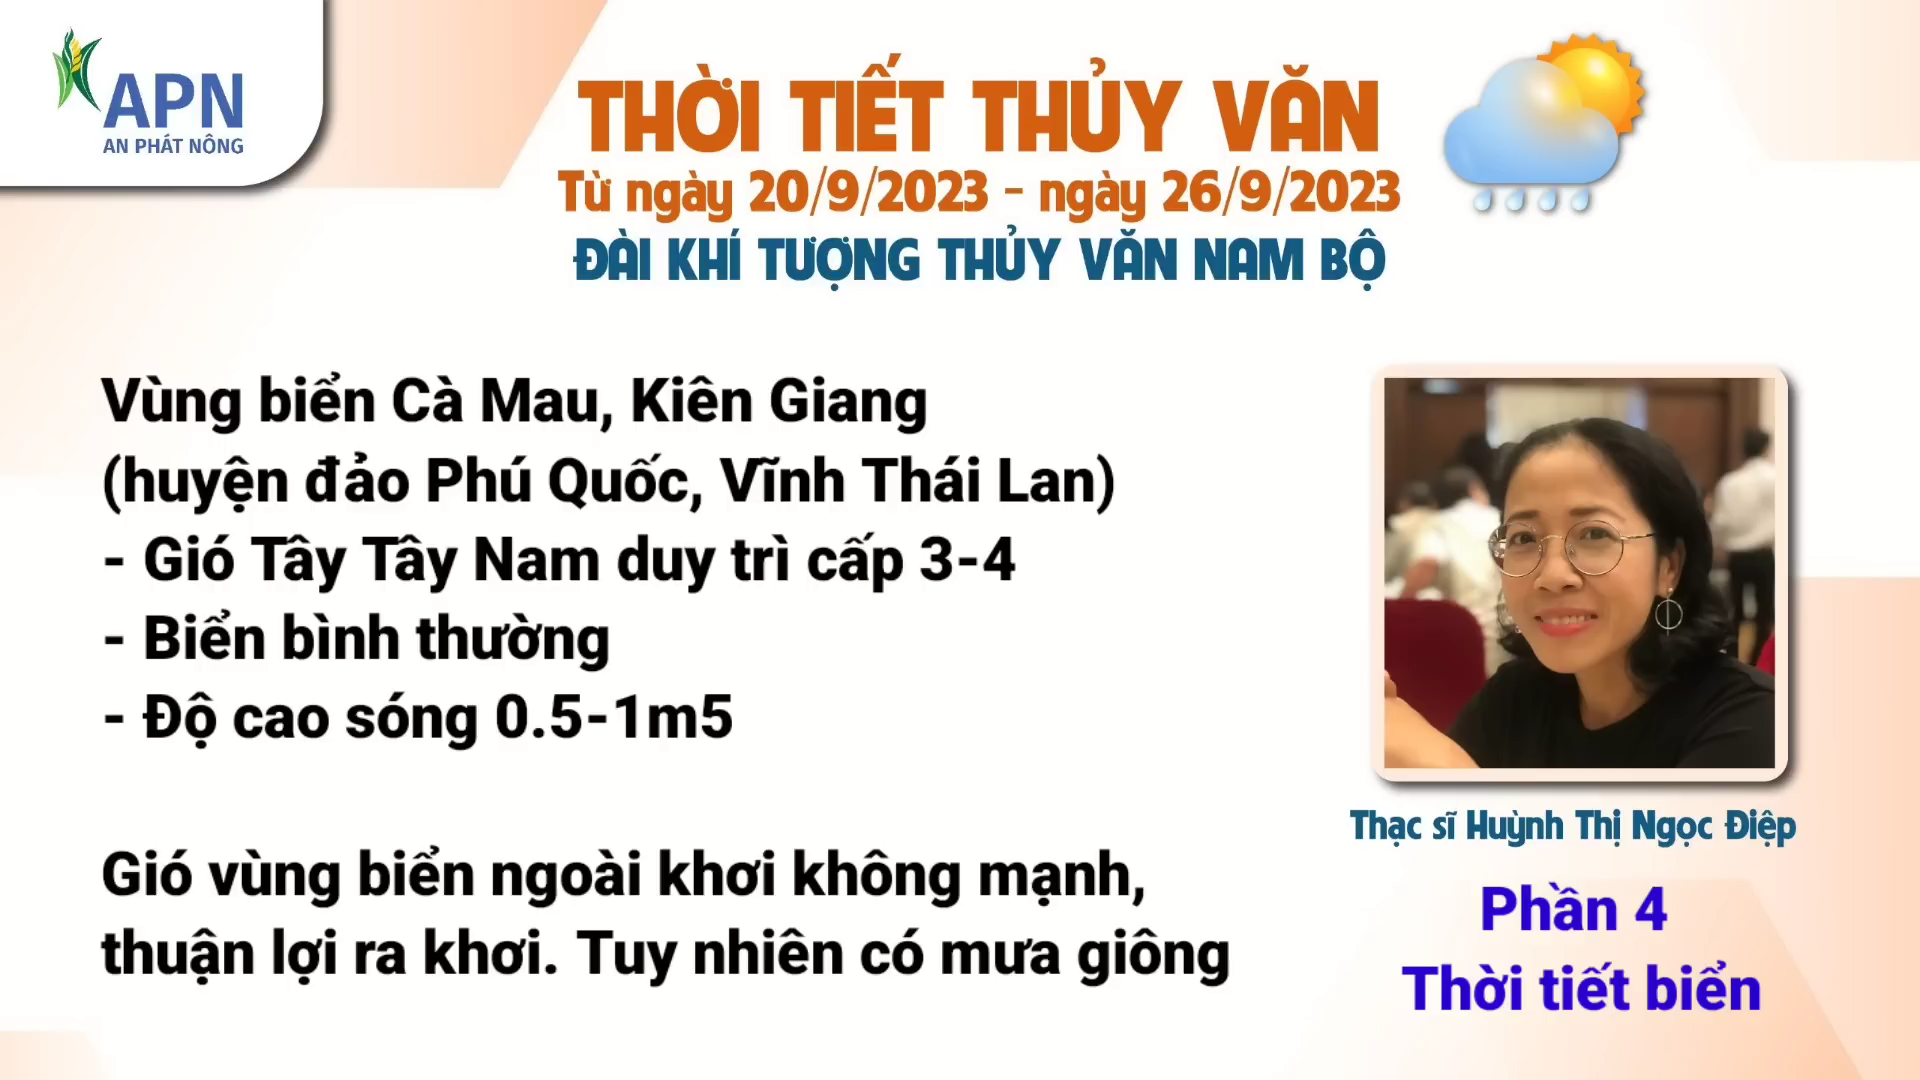 APN
AN PHÁT NÔNG
THỜI TIẾT THỦY VĂN
Từ ngày 20/9/2023 - ngày 26/9/2023
ĐÀI KHÍ TƯỢNG THỦY VĂN NAM BỘ
Vùng biển Cà Mau, Kiên Giang
(huyện đảo Phú Quốc, Vĩnh Thái Lan)
- Gió Tây Tây Nam duy trì cấp 3-4
- Biển bình thường
- Độ cao sóng 0.5-1m5
Gió vùng biển ngoài khơi không mạnh,
thuận lợi ra khơi. Tuy nhiên có mưa giông
Thạc sĩ Huỳnh Thị Ngọc Điệp
Phần 4
Thời tiết biển